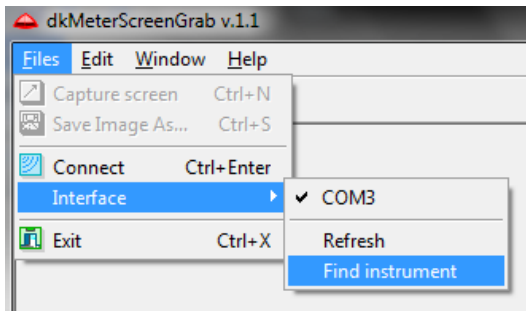 dkMeterScreenGrab v.1.1
Files Edit Window Help
Capture screen Ctrl+N
Save Image As... Ctrl+S
Connect Ctrl+Enter
Interface
COM3
Exit Ctrl+X
Refresh
Find instrument